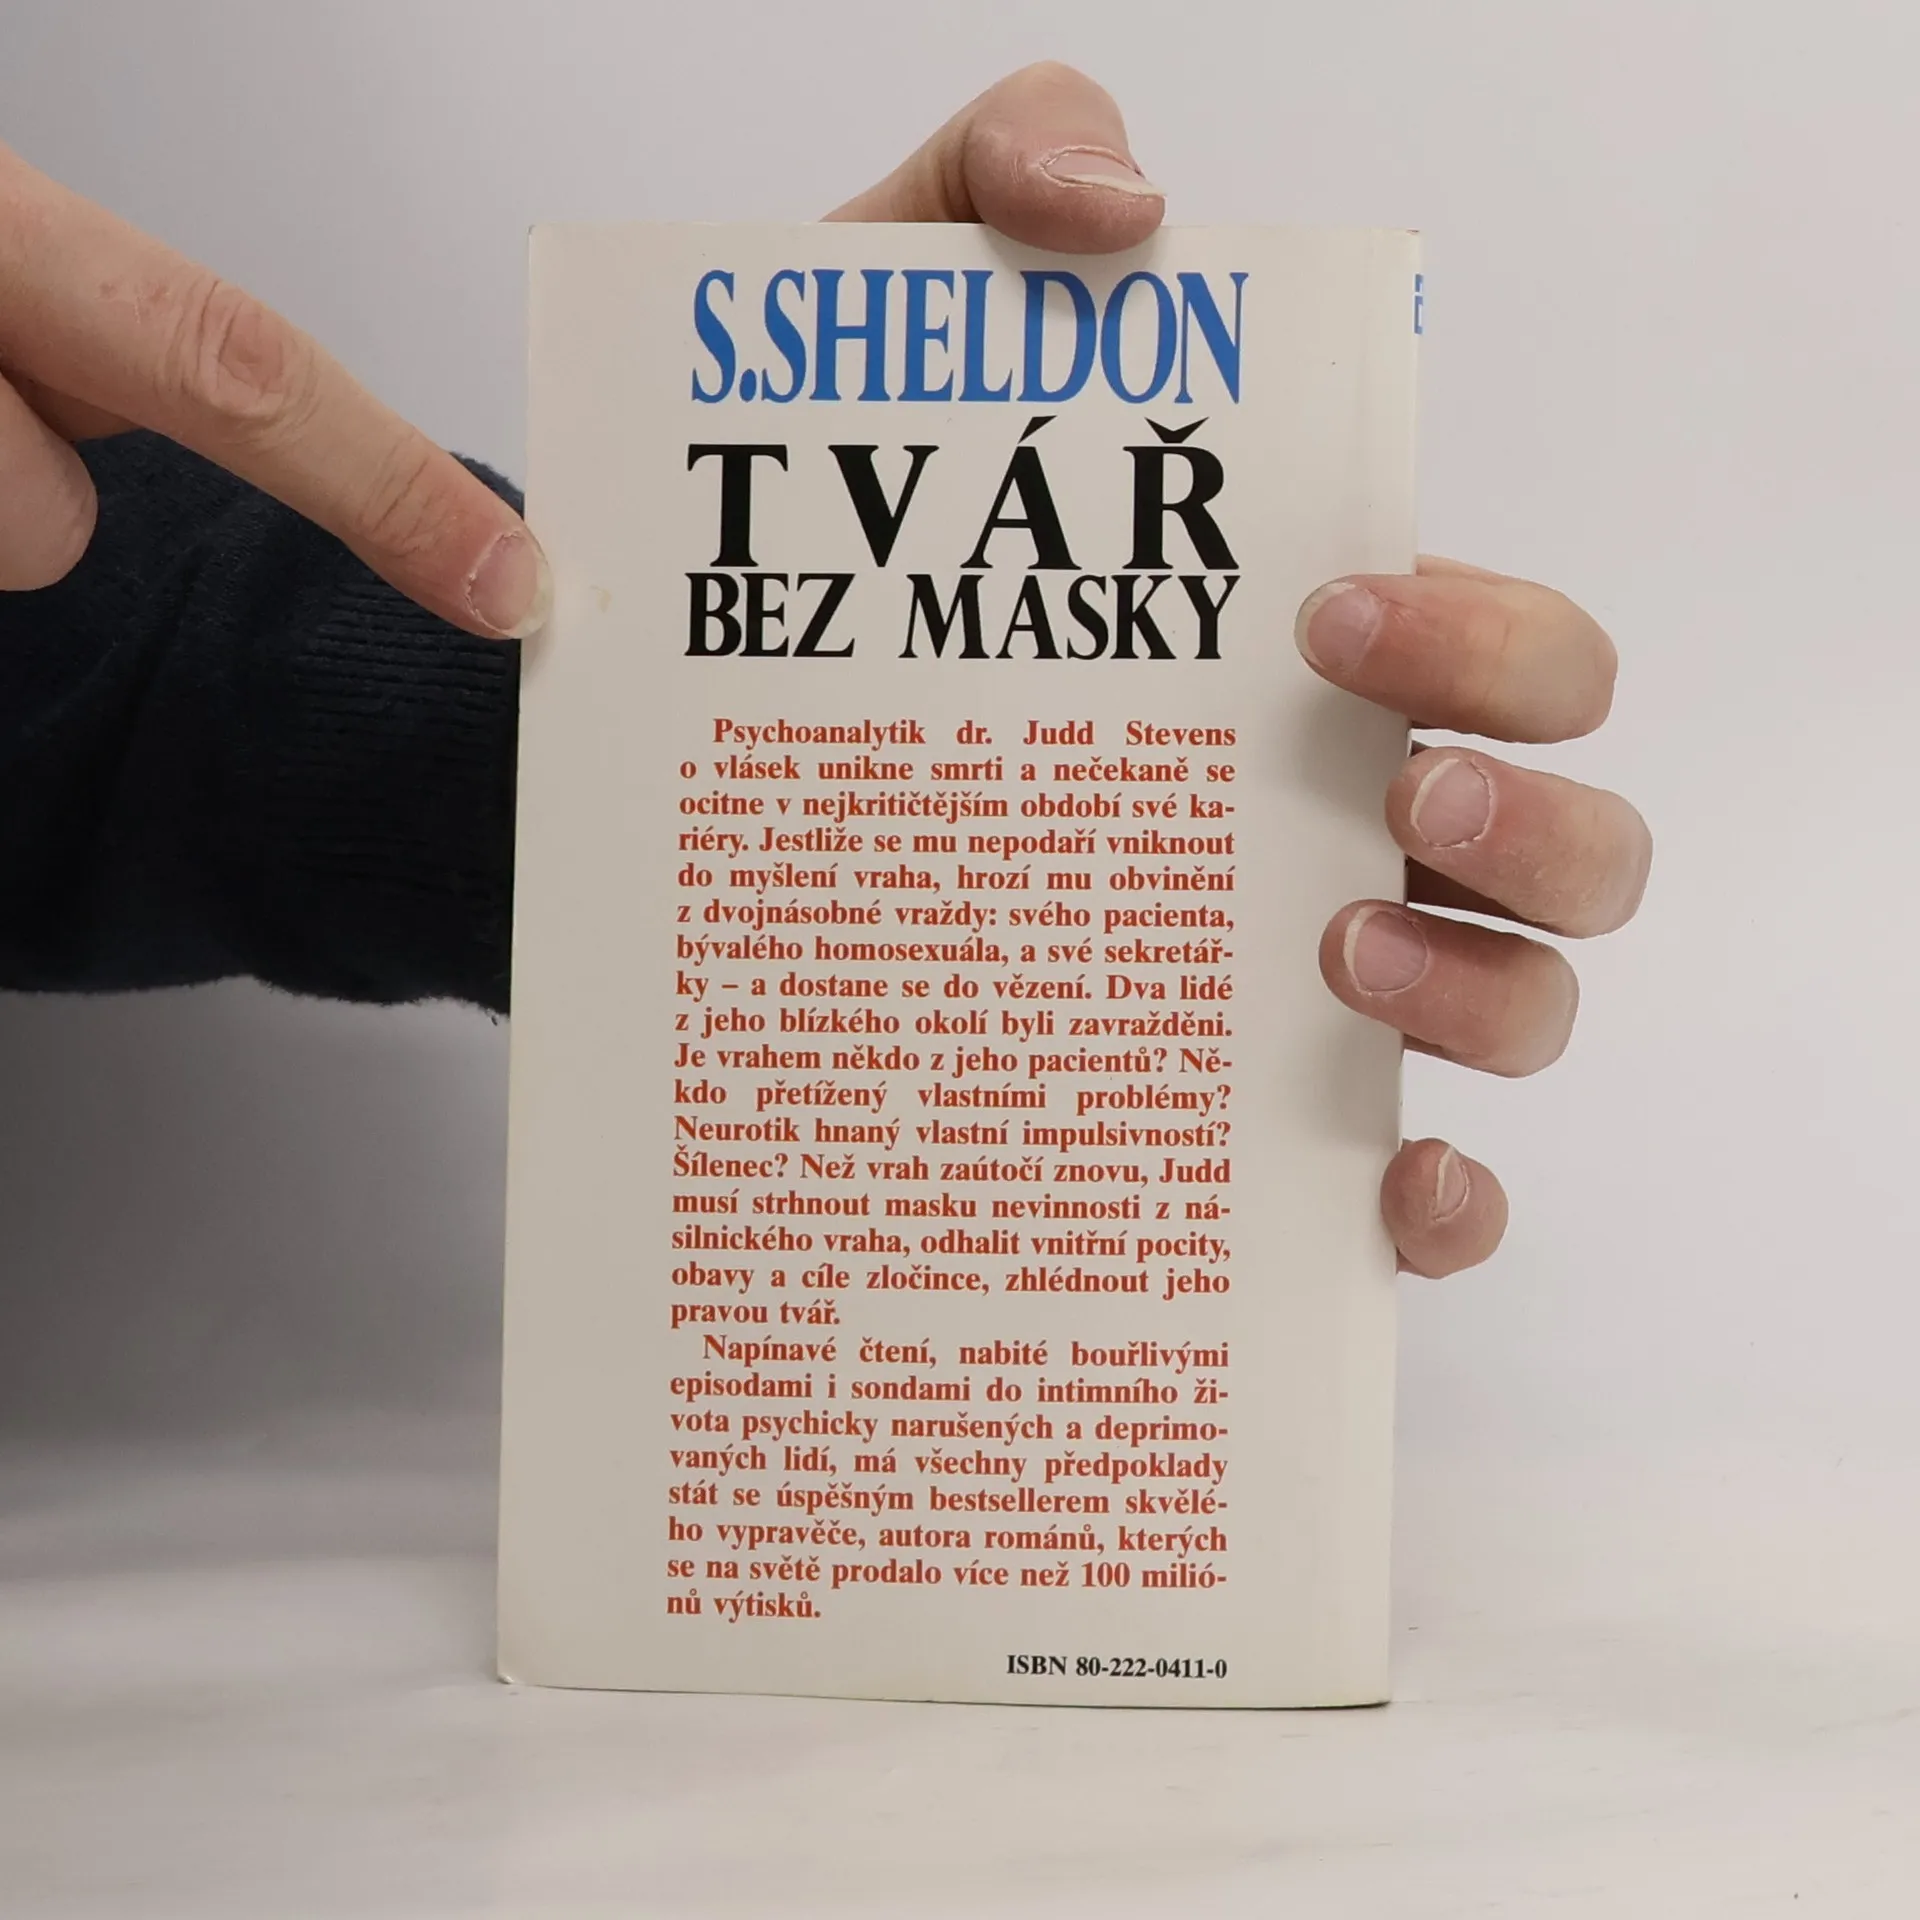 S.SHELDON
TVÁŘ
BEZ MASKY
Psychoanalytik dr. Judd Stevens
o vlásek unikne smrti a nečekaně se
ocitne v nejkritičtějším období své ka-
riéry. Jestliže se mu nepodaří vniknout
do myšlení vraha, hrozí mu obvinění
z dvojnásobné vraždy: svého pacienta,
bývalého homosexuála, a své sekretář-
ky – a dostane se do vězení. Dva lidé
z jeho blízkého okolí byli zavražděni.
Je vrahem někdo z jeho pacientů? Ně-
kdo přetížený vlastními problémy?
Neurotik hnaný vlastní impulsivností?
Šílenec? Než vrah zaútočí znovu, Judd
musí strhnout masku nevinnosti z ná-
silnického vraha, odhalit vnitřní pocity,
obavy a cíle zločince, zhlédnout jeho
pravou tvář.
Napínavé čtení, nabité bouřlivými
episodami i sondami do intimního ži-
vota psychicky narušených a deprimo-
vaných lidí, má všechny předpoklady
stát se úspěšným bestsellerem skvělé-
ho vypravěče, autora románů, kterých
se na světě prodalo více než 100 milió-
nů výtisků.
ISBN 80-222-0411-0